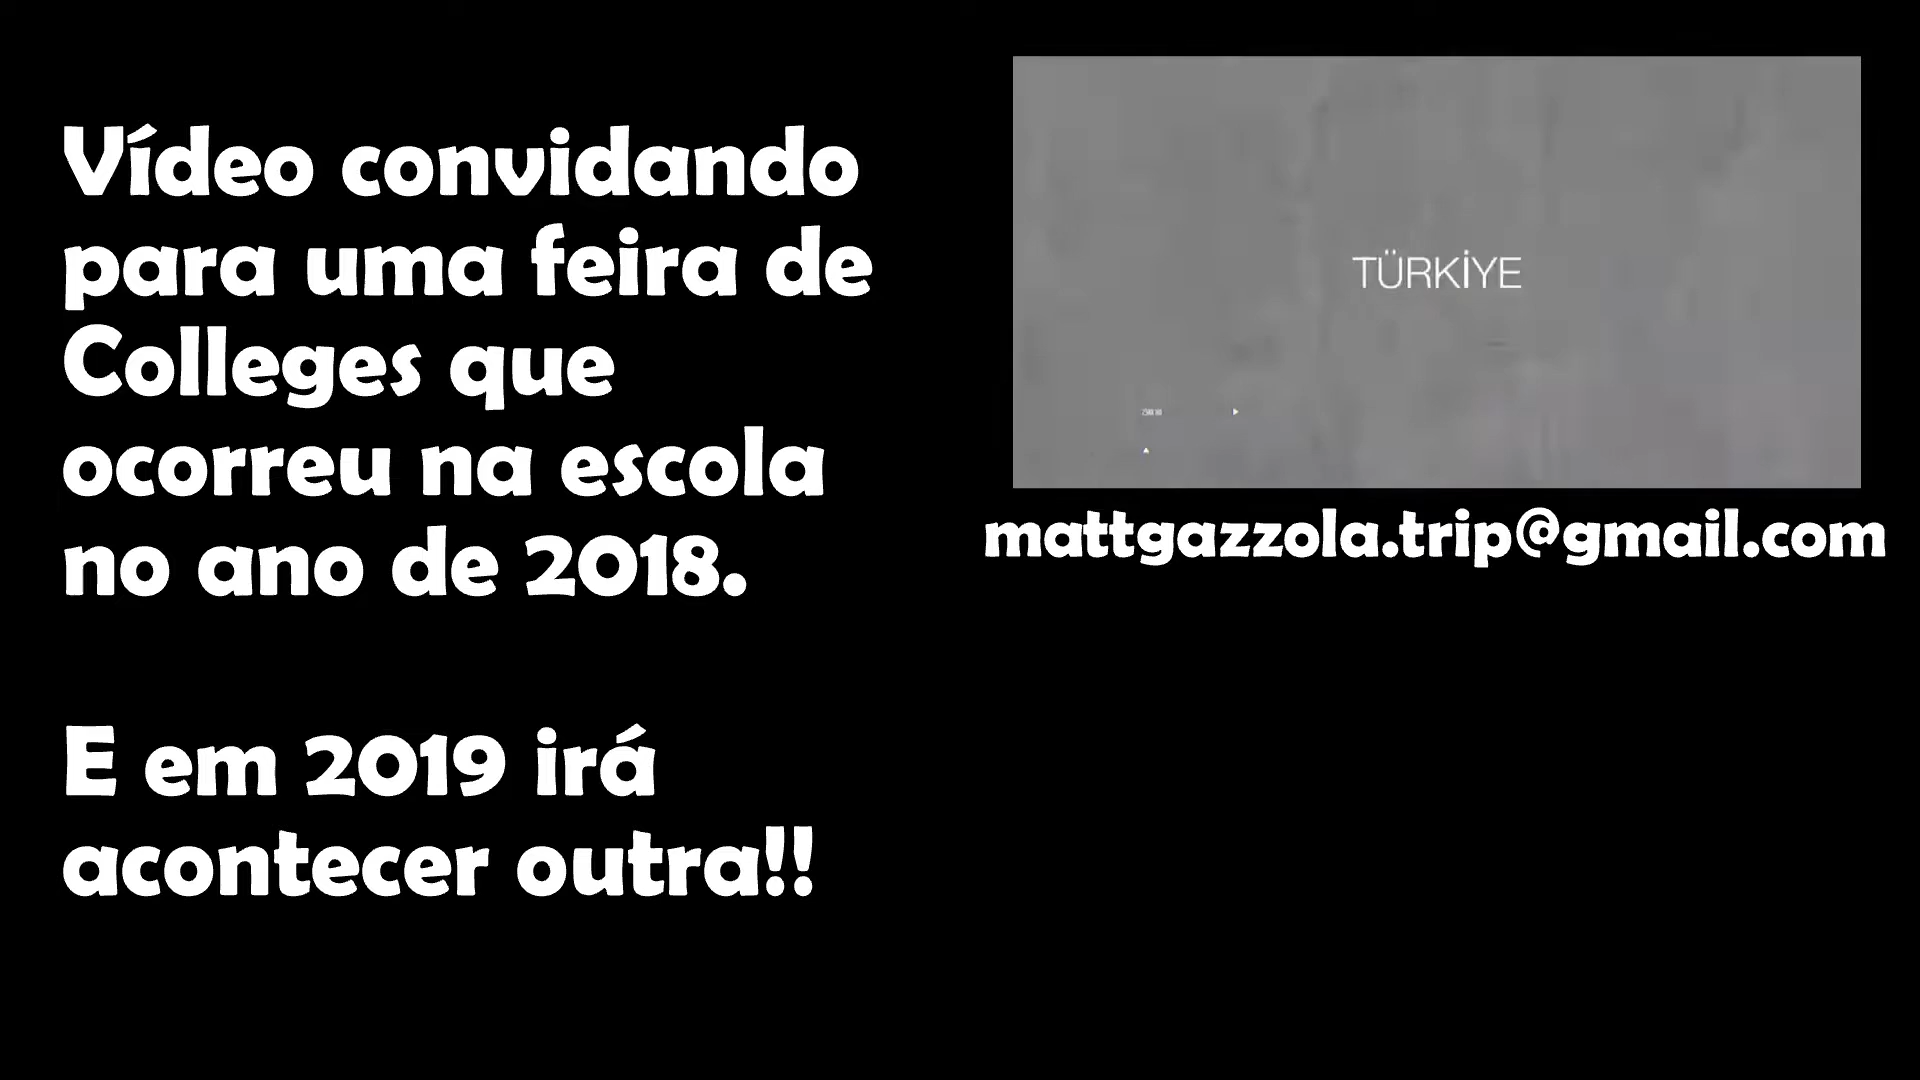 Vídeo convidando
para uma feira de
Colleges que
ocorreu na escola
no ano de 2018.
E em 2019 irá
acontecer outra!!
TÜRKİYE
mattgazzola.trip@gmail.com